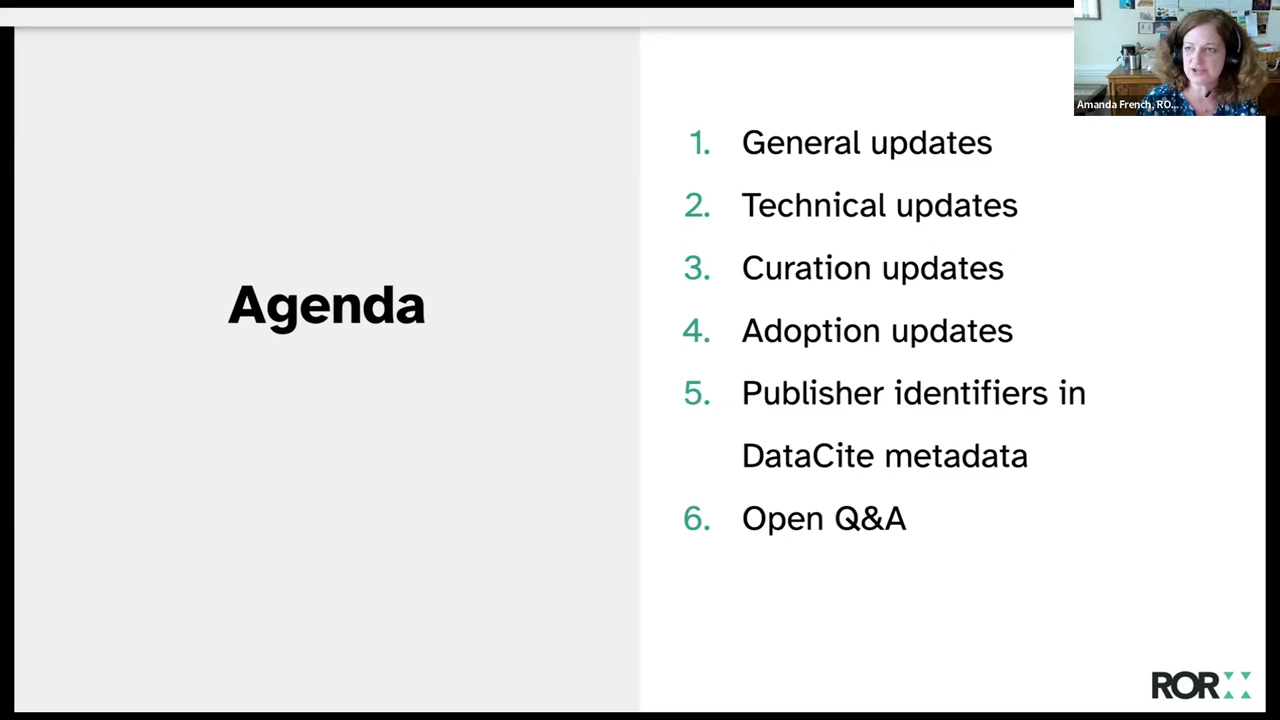 Amanda French, RO...
Agenda
1. General updates
2. Technical updates
3. Curation updates
4. Adoption updates
5. Publisher identifiers in
DataCite metadata
6. Open Q&A
ROR